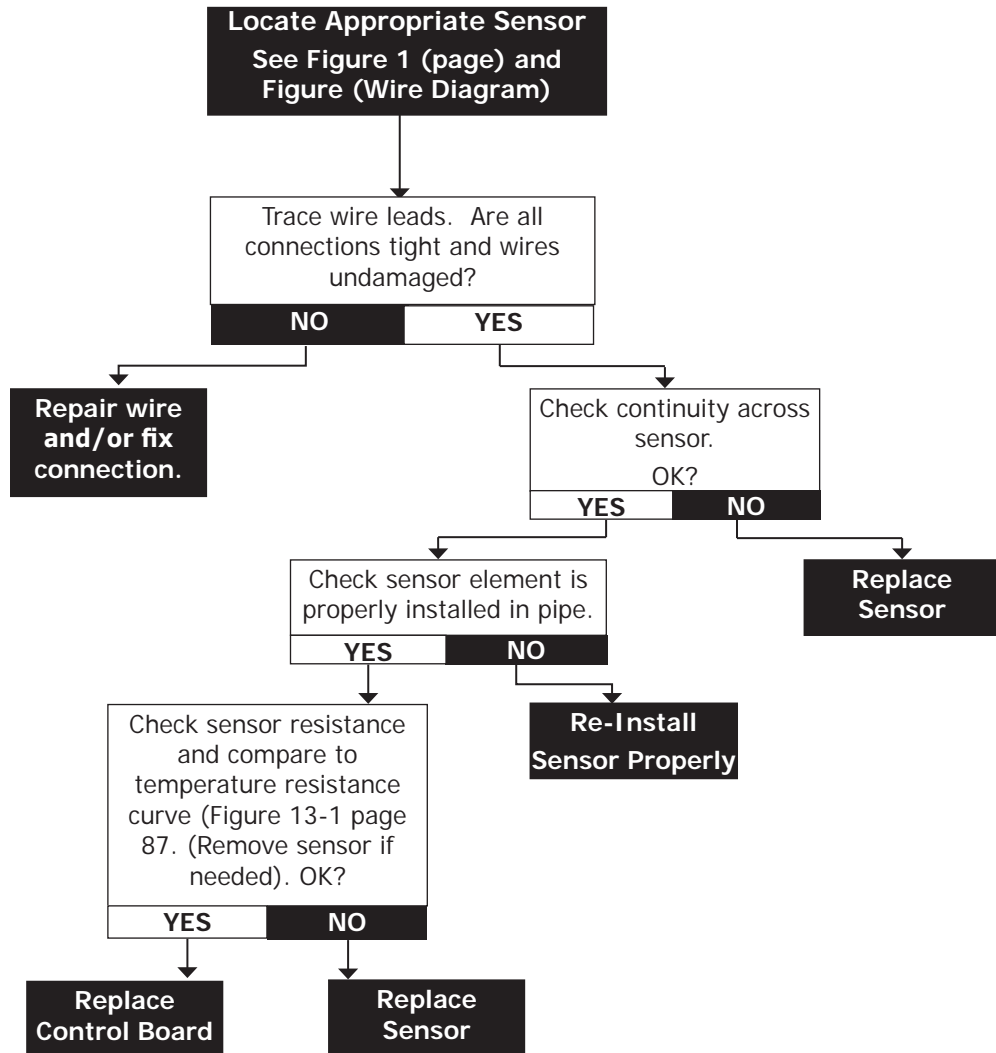 Locate Appropriate Sensor
See Figure 1 (page) and
Figure (Wire Diagram)
Trace wire leads. Are all
connections tight and wires
undamaged?
NO
YES
Repair wire
and/or fix
connection.
Check continuity across
sensor.
OK?
YES
NO
Check sensor element is
properly installed in pipe.
Replace
Sensor
YES
NO
Check sensor resistance
and compare to
temperature resistance
curve (Figure 13-1 page
87. (Remove sensor if
needed). OK?
Re-Install
Sensor Properly
YES
NO
Replace
Control Board
Replace
Sensor